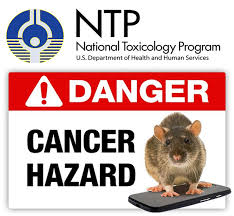 NTP
National Toxicology Program
U.S. Department of Health and Human Services
DANGER
CANCER
HAZARD